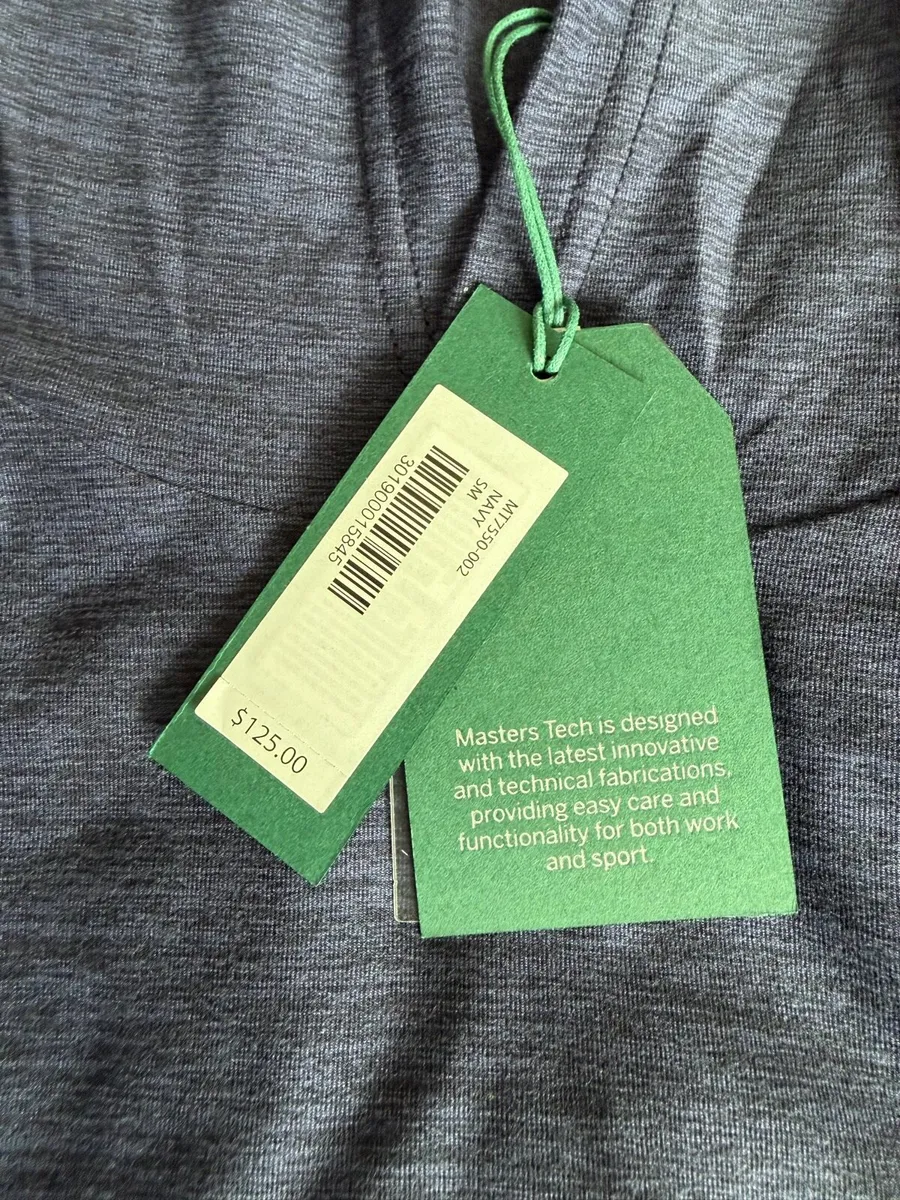 MT7550-002
NAVY
SM
301900015845
$125.00
Masters Tech is designed
with the latest innovative
and technical fabrications,
providing easy care and
functionality for both work
and sport.